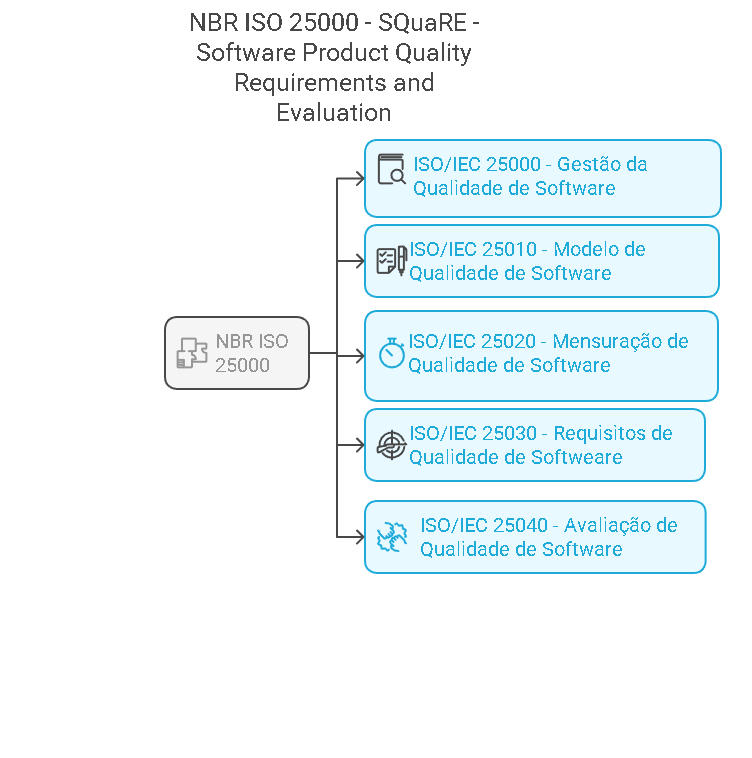 NBR ISO 25000 - SQuaRE -
Software Product Quality
Requirements and
Evaluation
ISO/IEC 25000 - Gestão da
Qualidade de Software
ISO/IEC 25010 - Modelo de
Qualidade de Software
NBR ISO
25000
ISO/IEC 25020 - Mensuração de
Qualidade de Software
ISO/IEC 25030 - Requisitos de
Qualidade de Softweare
ISO/IEC 25040 - Avaliação de
Qualidade de Software